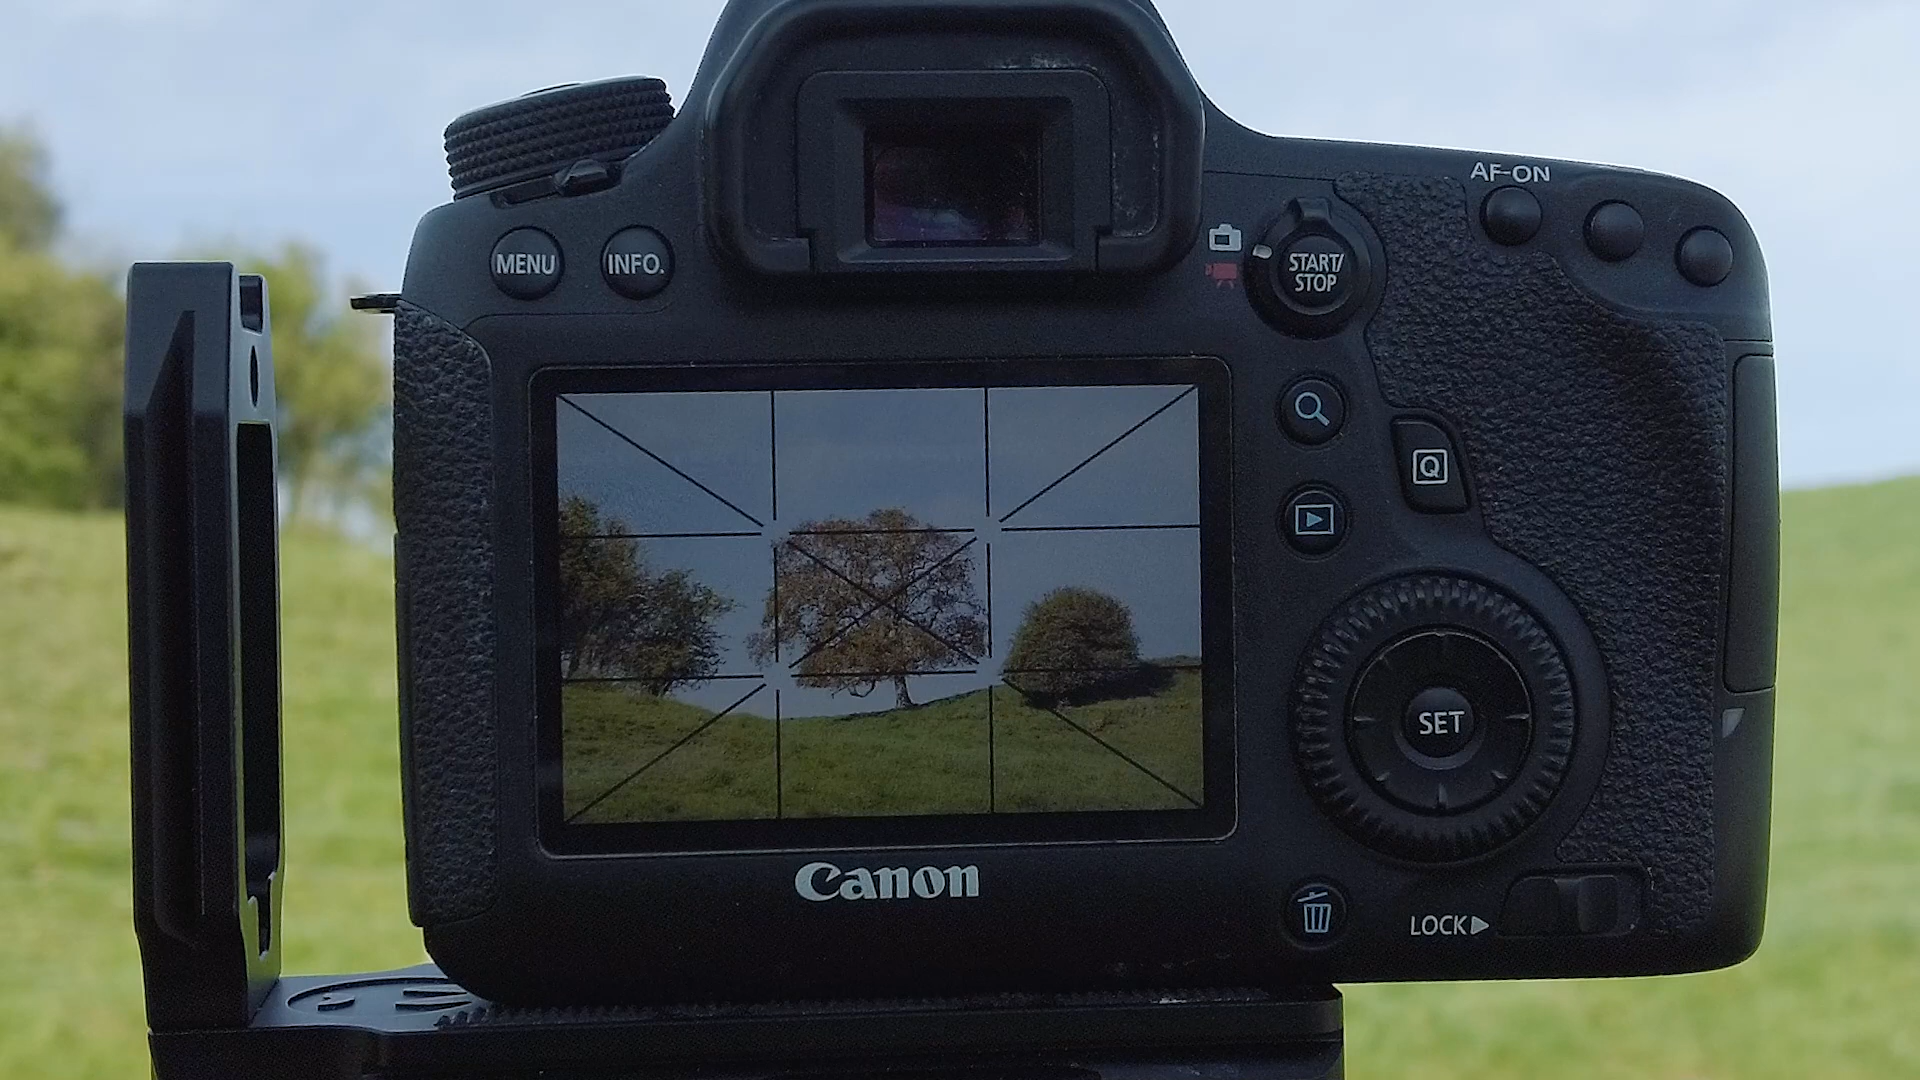 AF-ON
MENU
INFO.
START/
STOP
Q
SET
Canon
LOCK